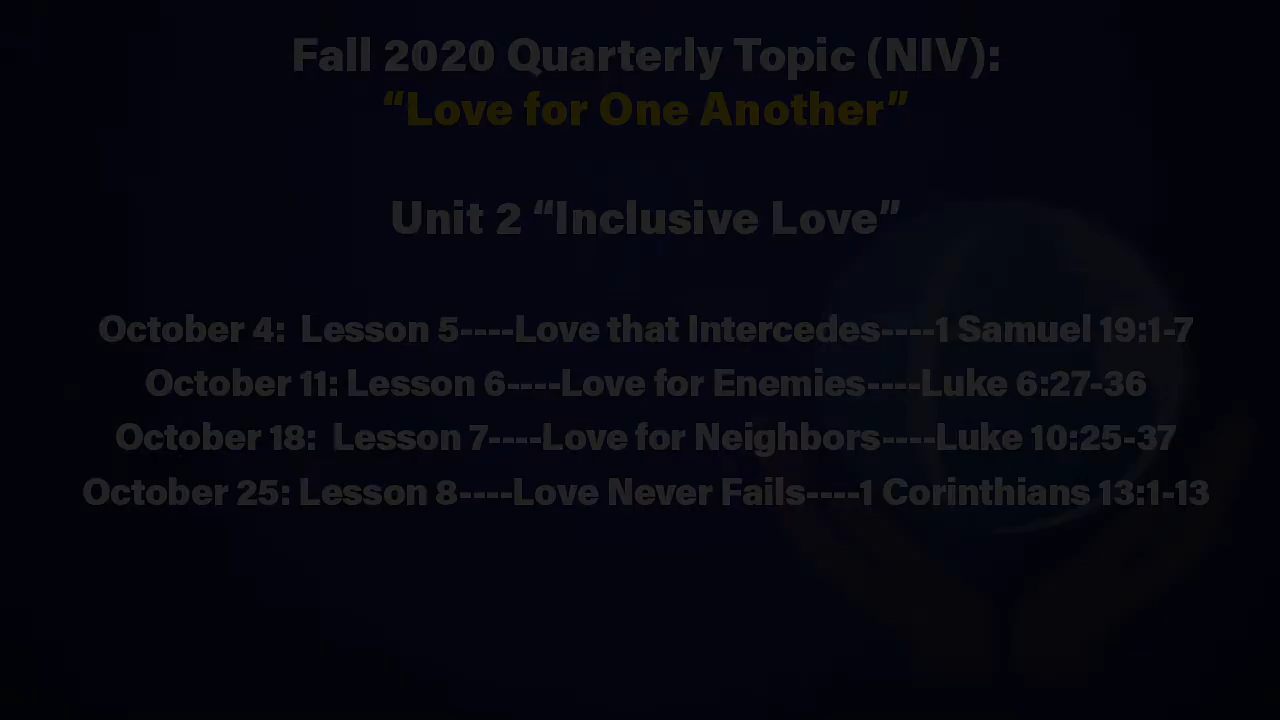 Fall 2020 Quarterly Topic (NIV):
“Love for One Another”
Unit 2 “Inclusive Love”
October 4:  Lesson 5----Love that Intercedes----1 Samuel 19:1-7
October 11: Lesson 6----Love for Enemies----Luke 6:27-36
October 18:  Lesson 7----Love for Neighbors----Luke 10:25-37
October 25: Lesson 8----Love Never Fails----1 Corinthians 13:1-13